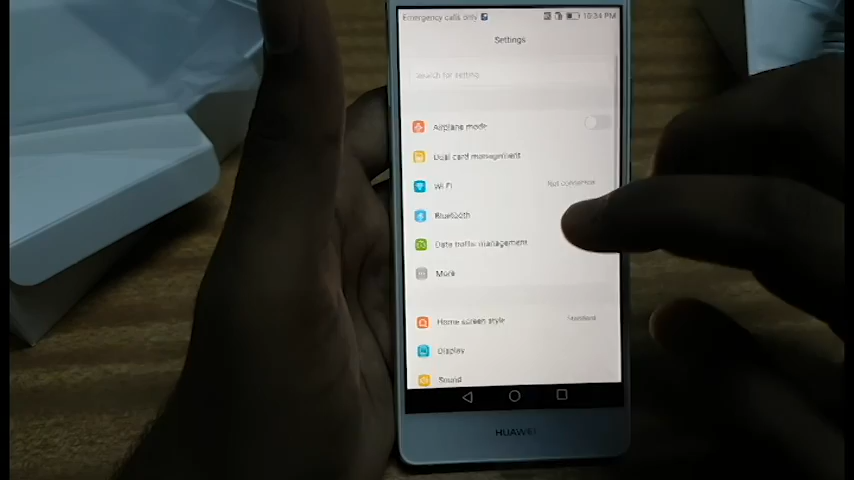 Emergency calls only 10:34 PM
Settings
Search for setting
Airplane mode
Dual card management
Wi Fi Not connected
Bluetooth
Data traffic management
More
Home screen style Standard
Display
Sound
HUAWEI